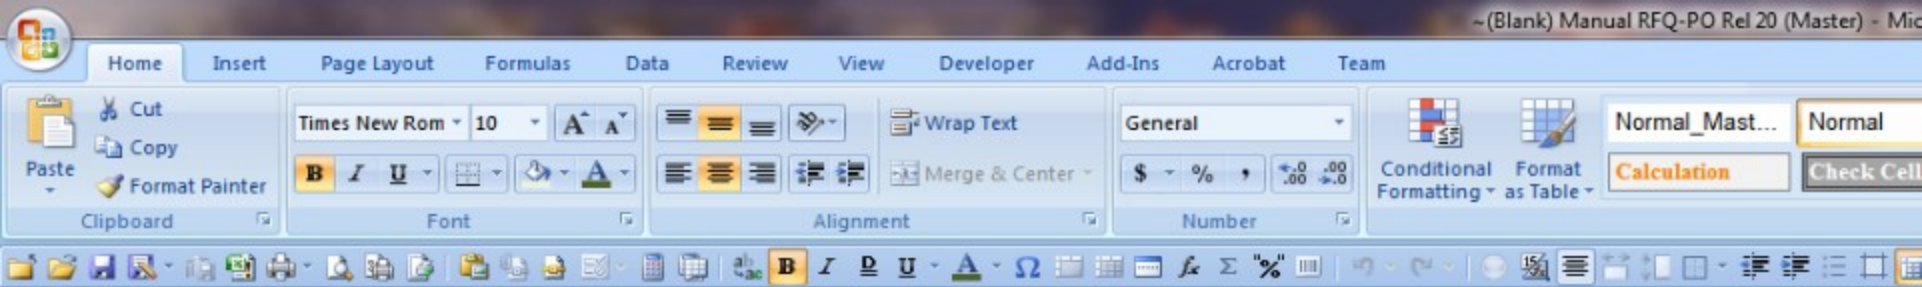 ~(Blank) Manual RFQ-PO Rel 20 (Master) - Mic
Home Insert Page Layout Formulas Data Review View Developer Add-Ins Acrobat Team
Paste
Cut
Copy
Format Painter
Clipboard
Times New Rom 10
B I U
Font
Wrap Text
Merge & Center
Alignment
General
$ % ,
Number
Conditional Formatting
Format as Table
Normal_Mast... Normal
Calculation Check Cell
B I D U A Ω fx Σ "%"